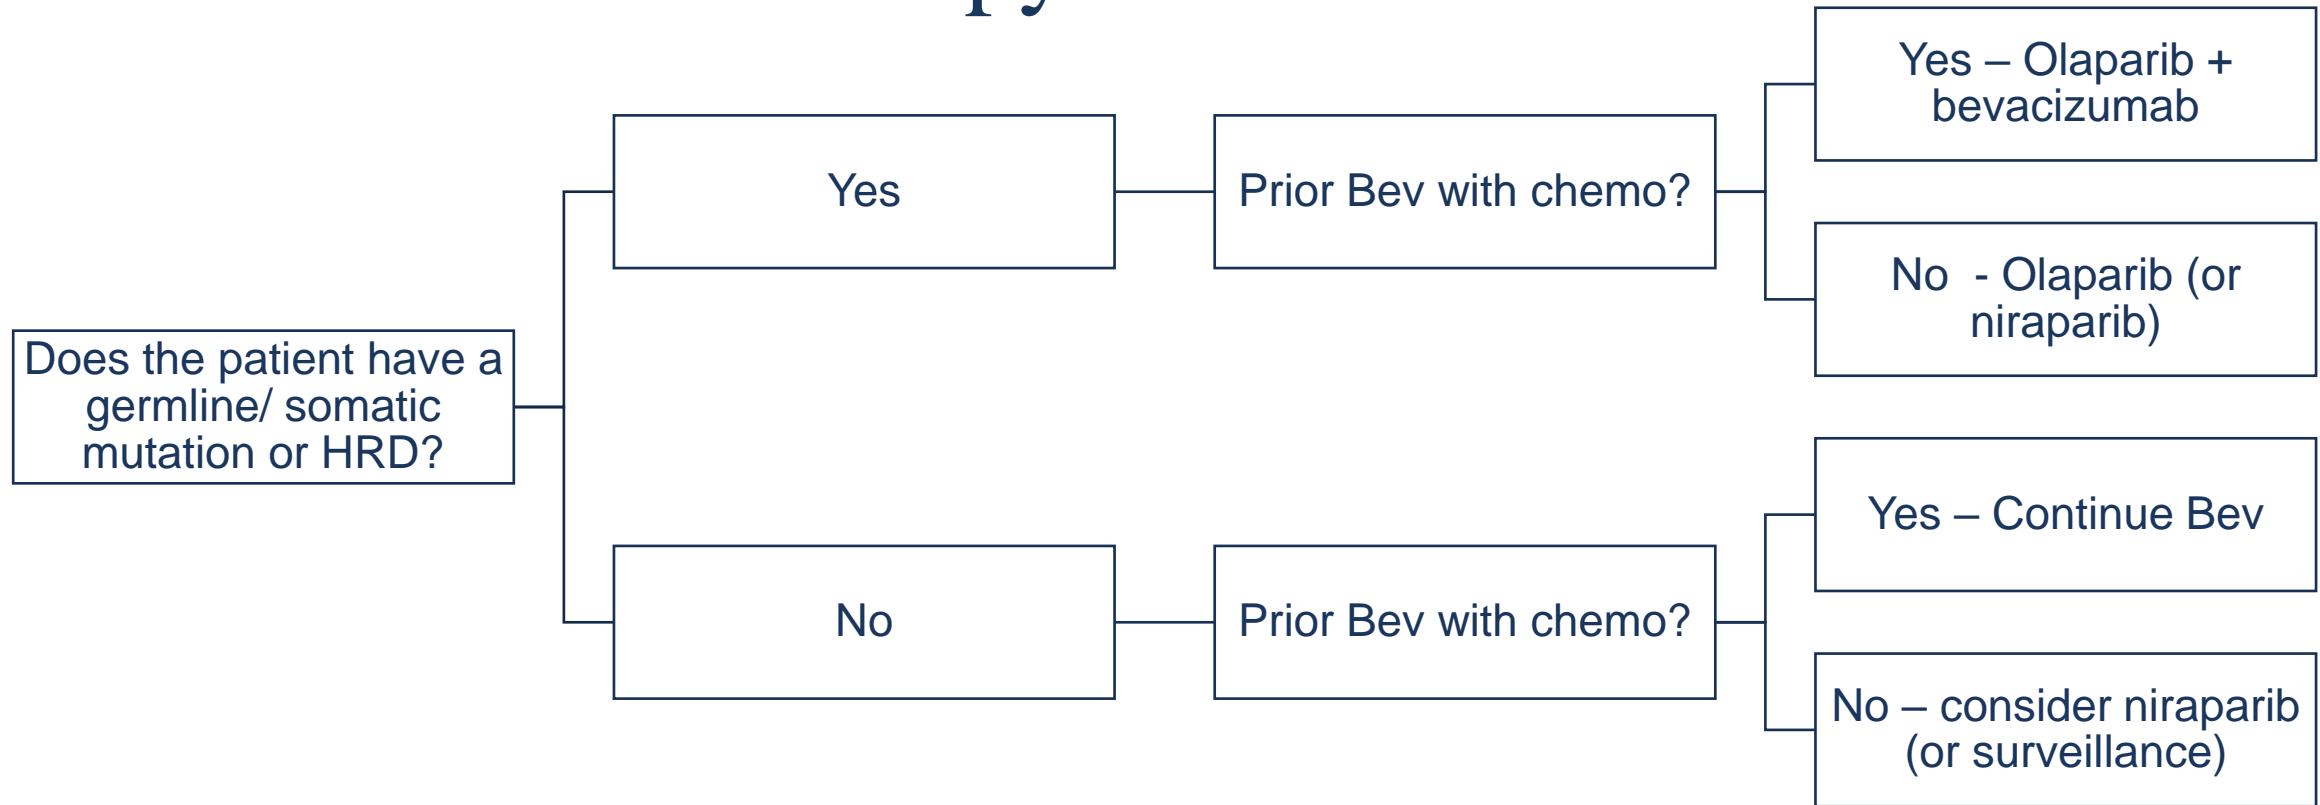 Does the patient have a
germline/ somatic
mutation or HRD?
Yes
Prior Bev with chemo?
Yes – Olaparib +
bevacizumab
No  - Olaparib (or
niraparib)
No
Prior Bev with chemo?
Yes – Continue Bev
No – consider niraparib
(or surveillance)